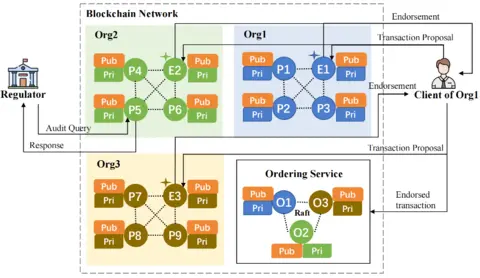 Blockchain Network
Endorsement
Org2
Org1
Transaction Proposal
Pub
Pri
P4
E2
Pub
Pri
Pub
Pri
P1
E1
Pub
Pri
Regulator
Client of Org1
Pub
Pri
P5
P6
Pub
Pri
Pub
Pri
P2
P3
Pub
Pri
Endorsement
Audit Query
Response
Transaction Proposal
Org3
Ordering Service
Pub
Pri
P7
E3
Pub
Pri
Pub
Pri
O1
O3
Pub
Pri
Raft
Endorsed
transaction
Pub
Pri
P8
P9
Pub
Pri
O2
Pub
Pri